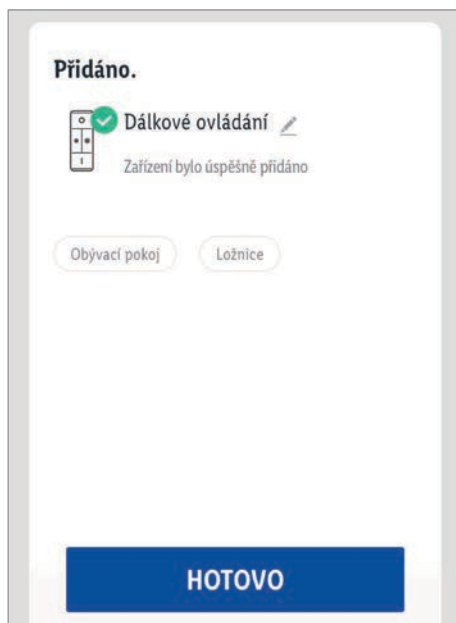 Přidáno.
Dálkové ovládání
Zařízení bylo úspěšně přidáno
Obývací pokoj
Ložnice
HOTOVO